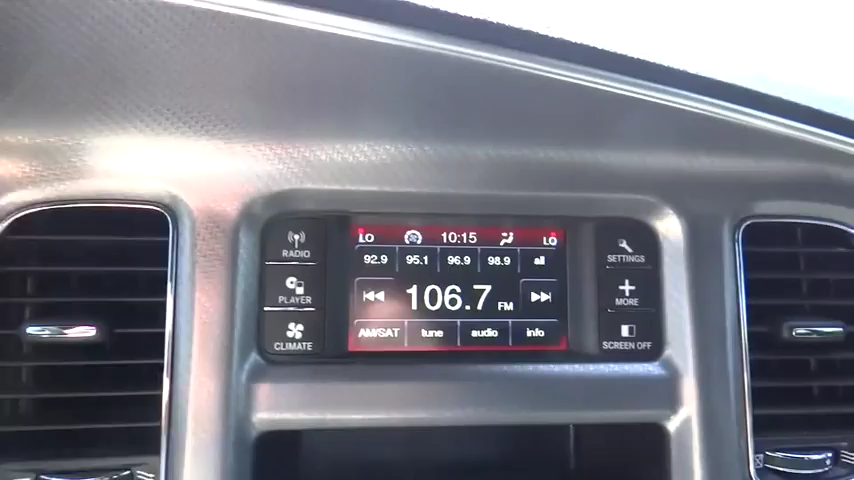 RADIO
PLAYER
CLIMATE
LO 10:15 LO
92.9 95.1 96.9 98.9 all
106.7 FM
AM/SAT tune audio info
SETTINGS
MORE
SCREEN OFF